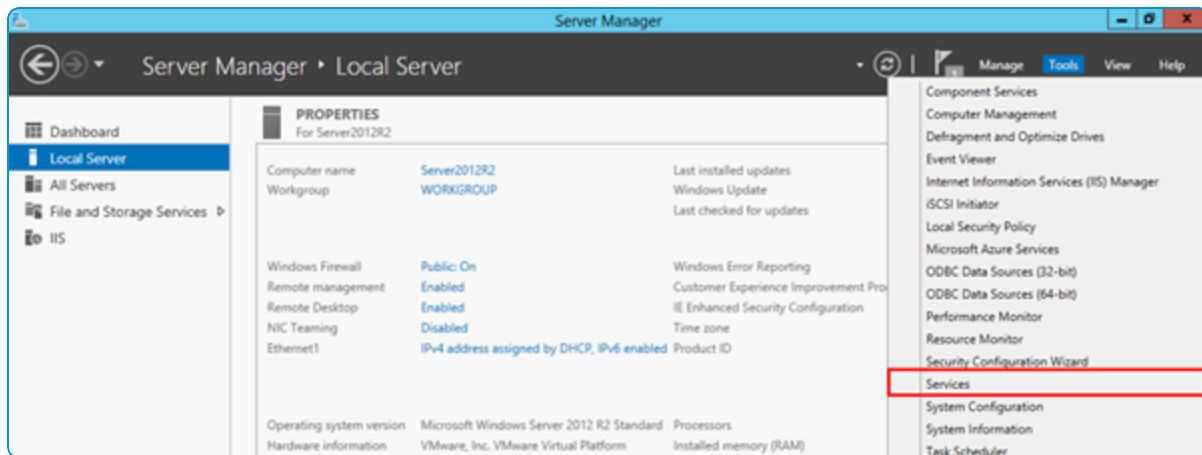 Server Manager
Server Manager ‣ Local Server
Manage Tools View Help
Dashboard
Local Server
All Servers
File and Storage Services
IIS
PROPERTIES
For Server2012R2
Computer name Server2012R2 Last installed updates
Workgroup WORKGROUP Windows Update
Last checked for updates
Windows Firewall Public: On Windows Error Reporting
Remote management Enabled Customer Experience Improvement Pro
Remote Desktop Enabled IE Enhanced Security Configuration
NIC Teaming Disabled Time zone
Ethernet1 IPv4 address assigned by DHCP, IPv6 enabled Product ID
Operating system version Microsoft Windows Server 2012 R2 Standard Processors
Hardware information VMware, Inc. VMware Virtual Platform Installed memory (RAM)
Component Services
Computer Management
Defragment and Optimize Drives
Event Viewer
Internet Information Services (IIS) Manager
iSCSI Initiator
Local Security Policy
Microsoft Azure Services
ODBC Data Sources (32-bit)
ODBC Data Sources (64-bit)
Performance Monitor
Resource Monitor
Security Configuration Wizard
Services
System Configuration
System Information
Task Scheduler